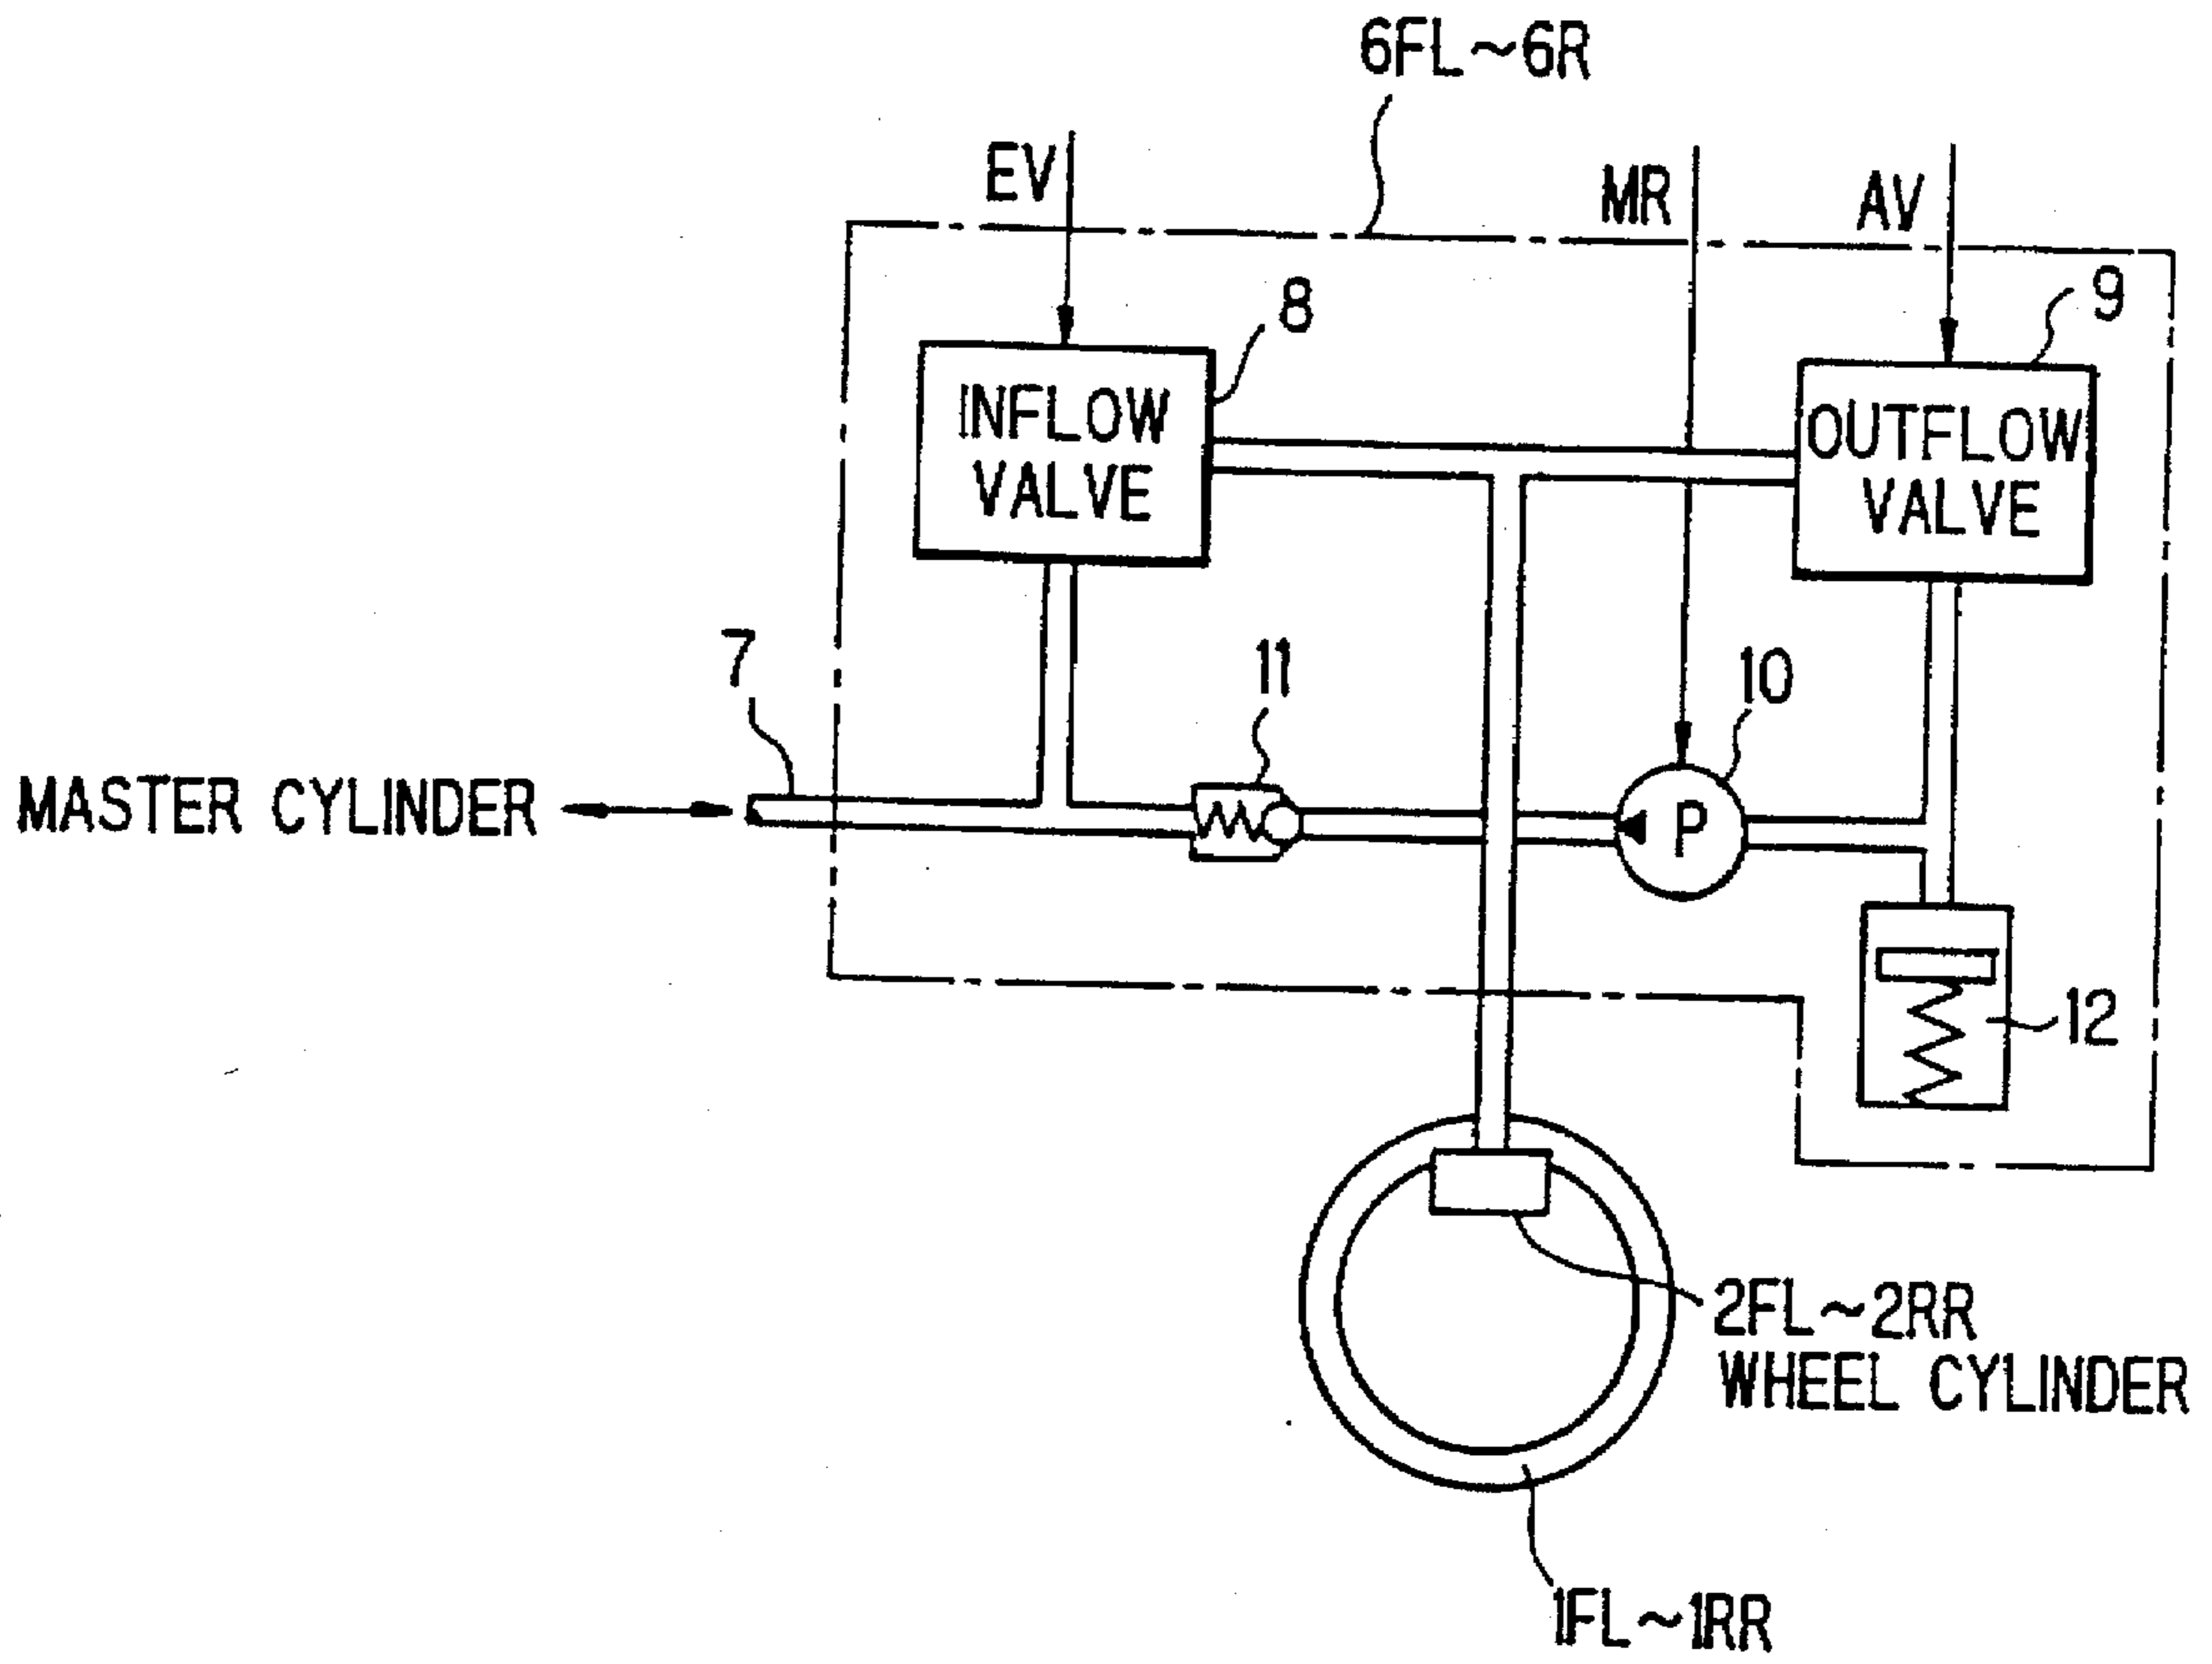 6FL~6R
EV
MR
AV
8
9
INFLOW
VALVE
OUTFLOW
VALVE
7
11
10
MASTER CYLINDER
P
12
2FL~2RR
WHEEL CYLINDER
1FL~1RR